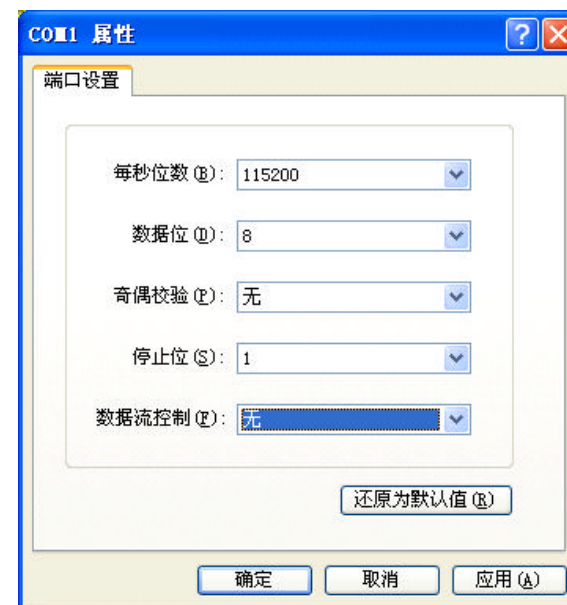 COM1 属性
端口设置
每秒位数(B): 115200
数据位(D): 8
奇偶校验(P): 无
停止位(S): 1
数据流控制(F): 无
还原为默认值(R)
确定 取消 应用(A)